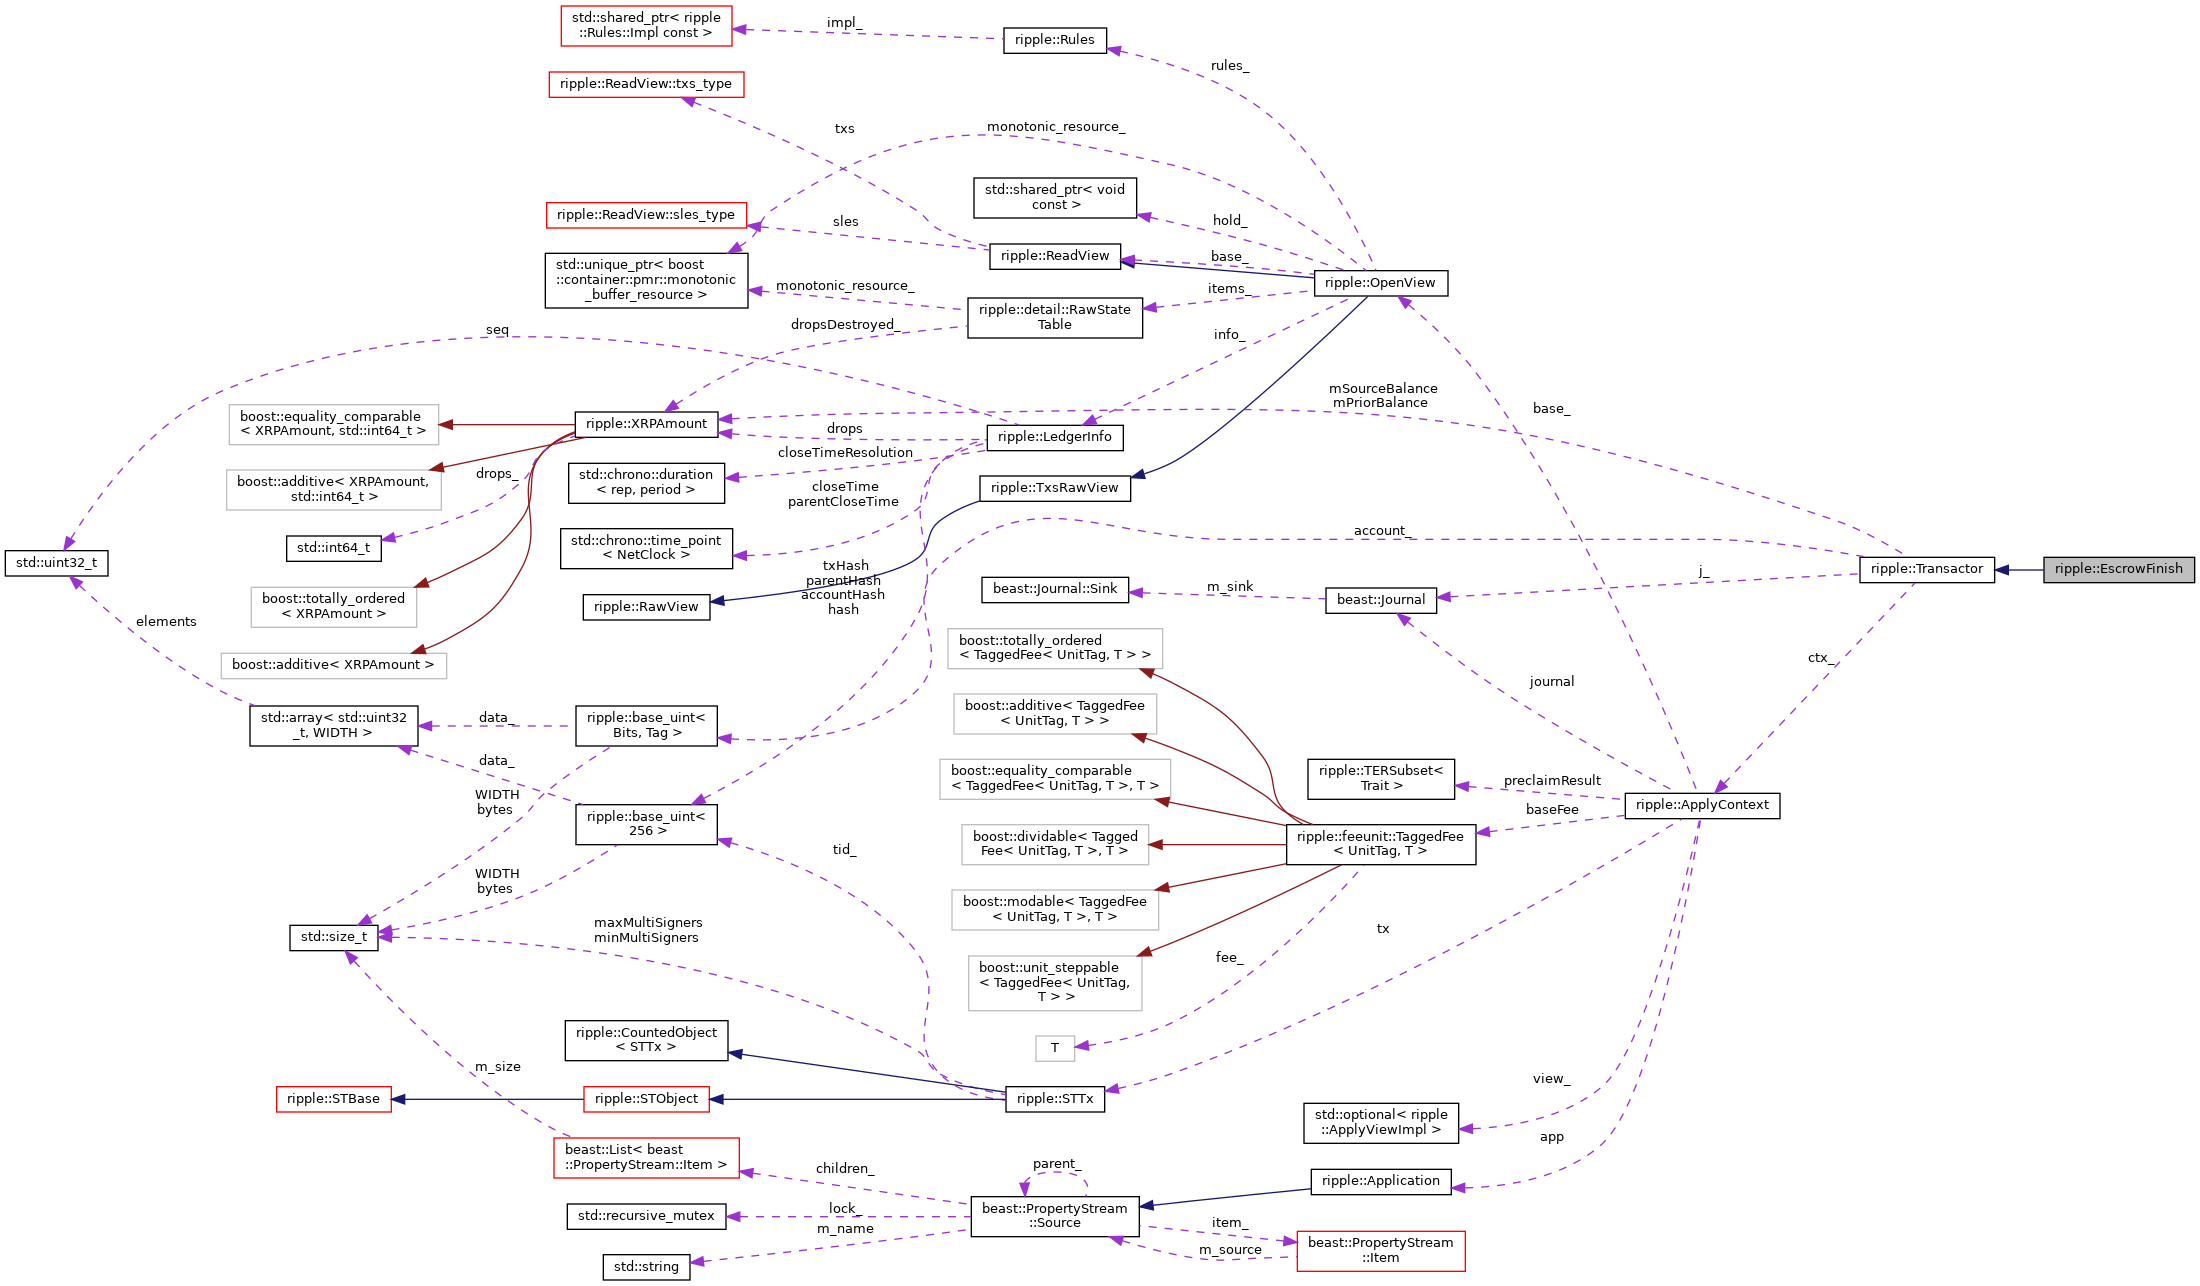 std::shared_ptr< ripple
::Rules::Impl const >
impl_
ripple::Rules
rules_
ripple::ReadView::txs_type
txs
monotonic_resource_
std::shared_ptr< void
const >
hold_
ripple::ReadView::sles_type
sles
ripple::ReadView
base_
std::unique_ptr< boost
::container::pmr::monotonic
_buffer_resource >
monotonic_resource_
ripple::detail::RawState
Table
items_
ripple::OpenView
dropsDestroyed_
info_
seq
mSourceBalance
mPriorBalance
base_
boost::equality_comparable
< XRPAmount, std::int64_t >
ripple::XRPAmount
drops
ripple::LedgerInfo
closeTimeResolution
boost::additive< XRPAmount,
std::int64_t >
drops_
std::chrono::duration
< rep, period >
closeTime
parentCloseTime
ripple::TxsRawView
std::int64_t
std::chrono::time_point
< NetClock >
account_
std::uint32_t
txHash
parentHash
accountHash
hash
beast::Journal::Sink
m_sink
beast::Journal
j_
ripple::Transactor
ripple::EscrowFinish
boost::totally_ordered
< XRPAmount >
ripple::RawView
elements
boost::additive< XRPAmount >
boost::totally_ordered
< TaggedFee< UnitTag, T > >
ctx_
journal
std::array< std::uint32
_t, WIDTH >
data_
ripple::base_uint<
Bits, Tag >
boost::additive< TaggedFee
< UnitTag, T > >
data_
boost::equality_comparable
< TaggedFee< UnitTag, T >, T >
ripple::TERSubset<
Trait >
preclaimResult
WIDTH
bytes
ripple::base_uint<
256 >
baseFee
ripple::ApplyContext
tid_
boost::dividable< Tagged
Fee< UnitTag, T >, T >
ripple::feeunit::TaggedFee
< UnitTag, T >
WIDTH
bytes
boost::modable< TaggedFee
< UnitTag, T >, T >
std::size_t
maxMultiSigners
minMultiSigners
tx
boost::unit_steppable
< TaggedFee< UnitTag,
T > >
fee_
ripple::CountedObject
< STTx >
T
m_size
view_
ripple::STBase
ripple::STObject
ripple::STTx
std::optional< ripple
::ApplyViewImpl >
app
beast::List< beast
::PropertyStream::Item >
children_
parent_
ripple::Application
std::recursive_mutex
lock_
beast::PropertyStream
::Source
m_name
item_
m_source
beast::PropertyStream
::Item
std::string